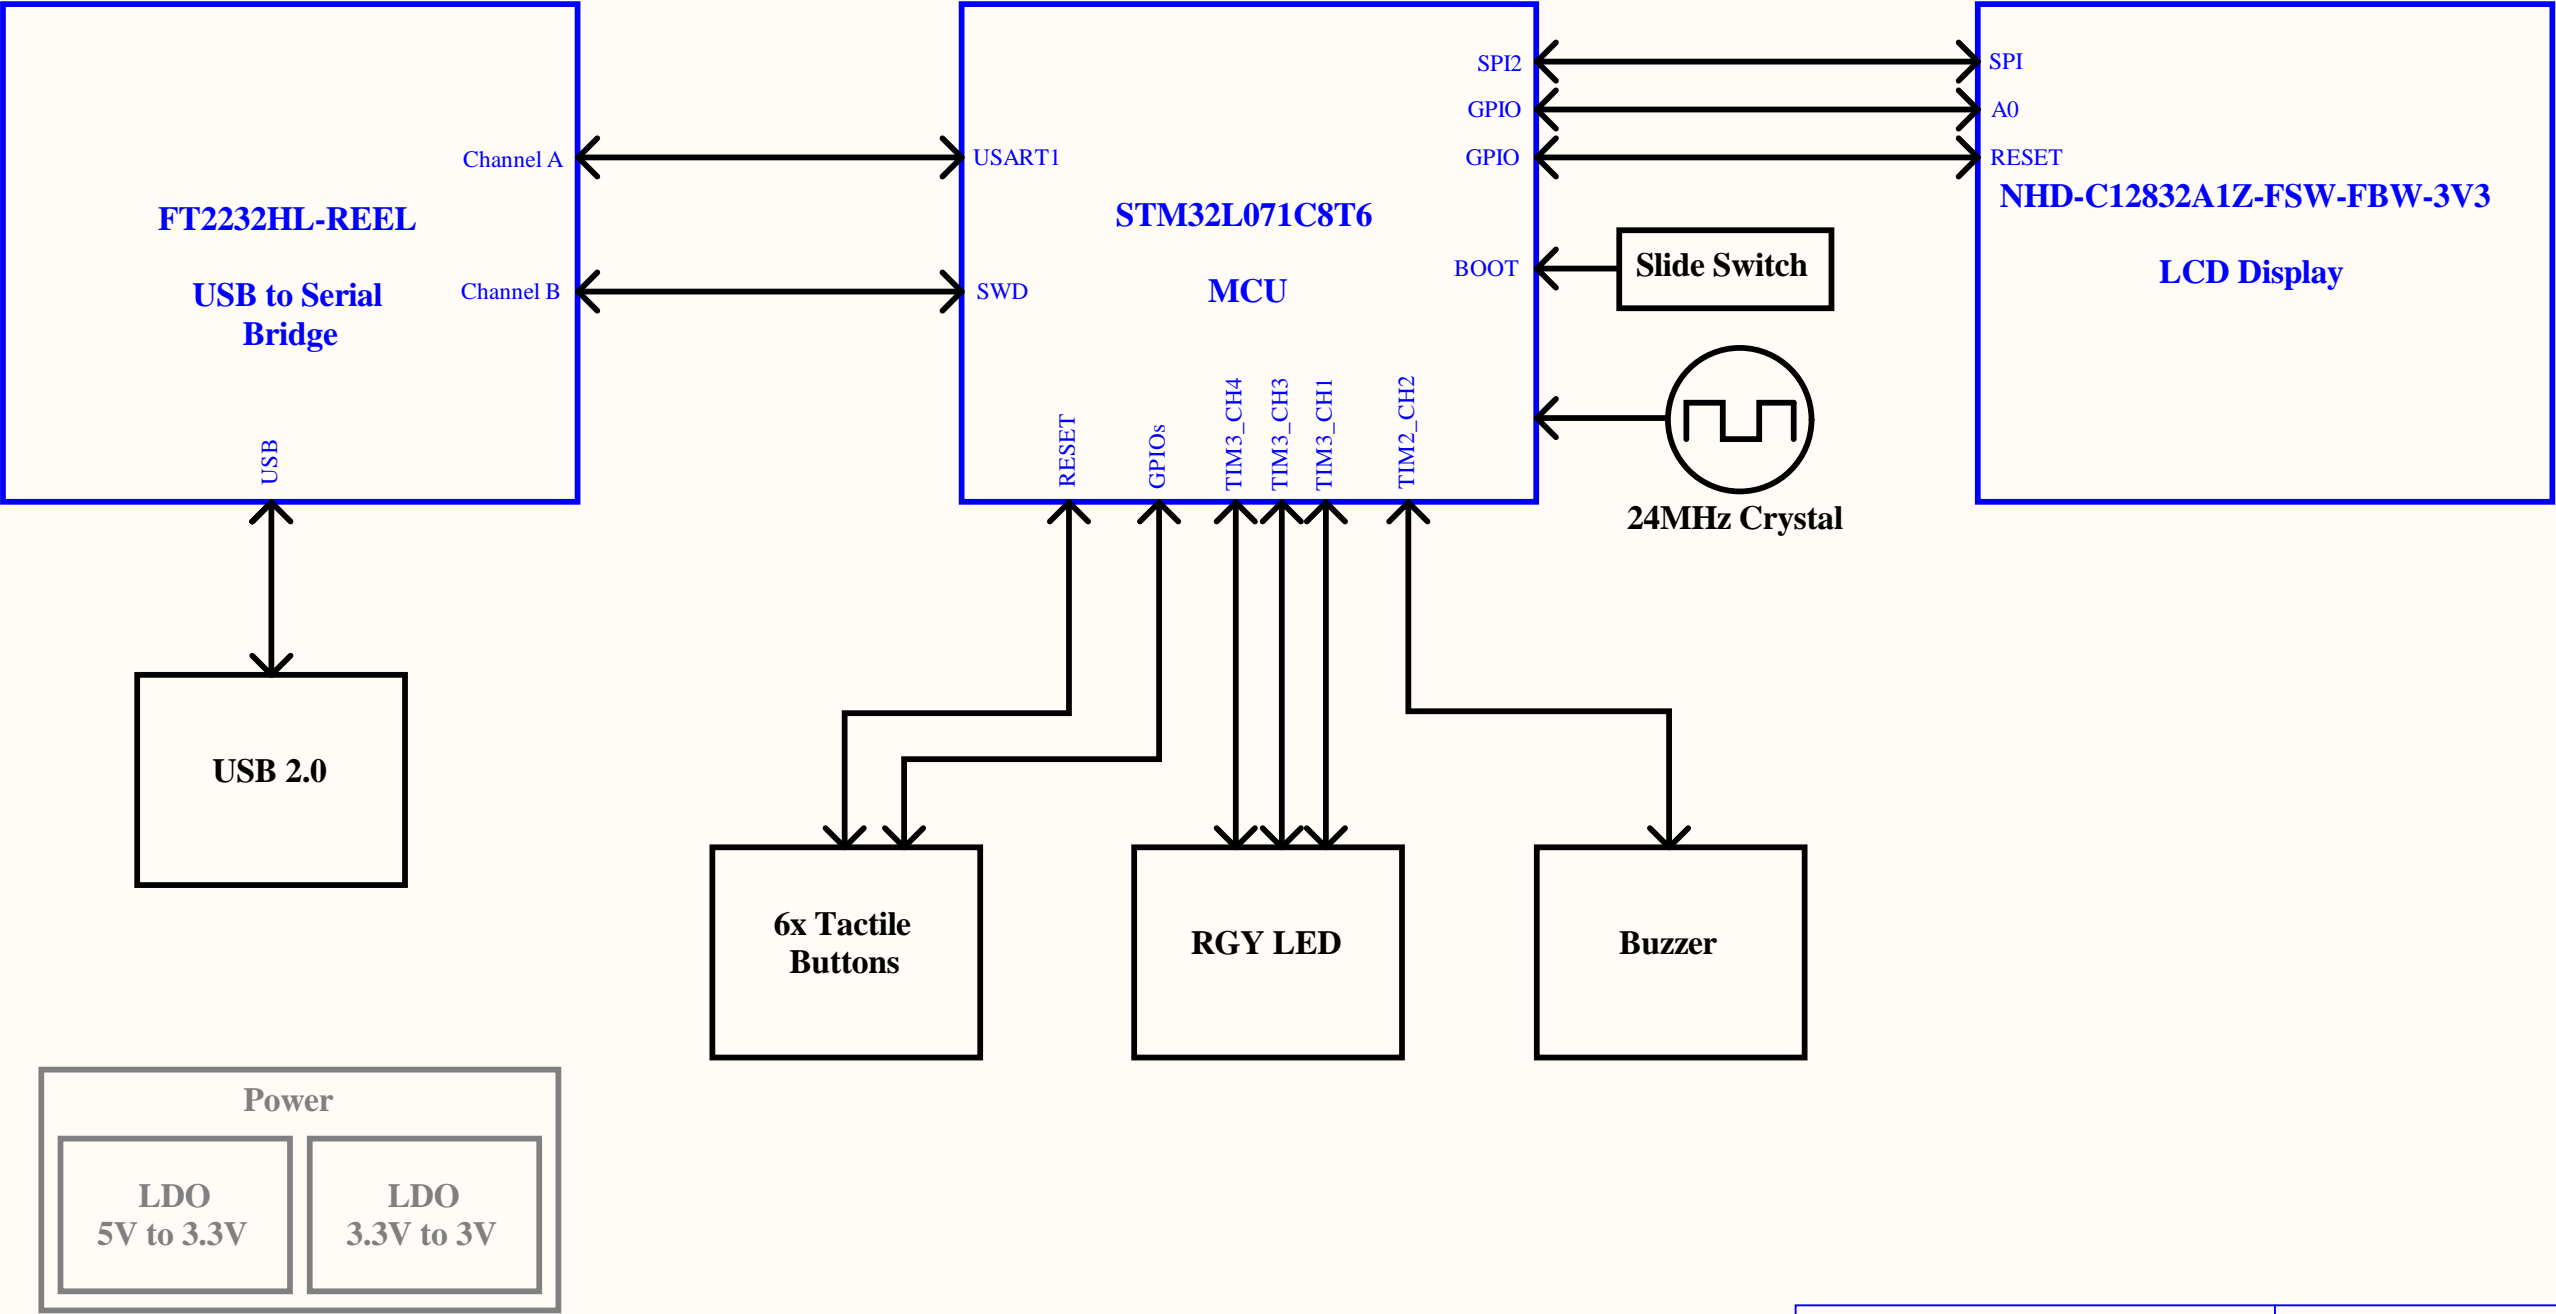 Channel A
FT2232HL-REEL
USB to Serial
Bridge
Channel B
USB
USART1
SWD
STM32L071C8T6
MCU
SPI2
GPIO
GPIO
BOOT
RESET
GPIOs
TIM3_CH4
TIM3_CH3
TIM3_CH1
TIM2_CH2
Slide Switch
24MHz Crystal
SPI
A0
RESET
NHD-C12832A1Z-FSW-FBW-3V3
LCD Display
USB 2.0
6x Tactile
Buttons
RGY LED
Buzzer
Power
LDO
5V to 3.3V
LDO
3.3V to 3V